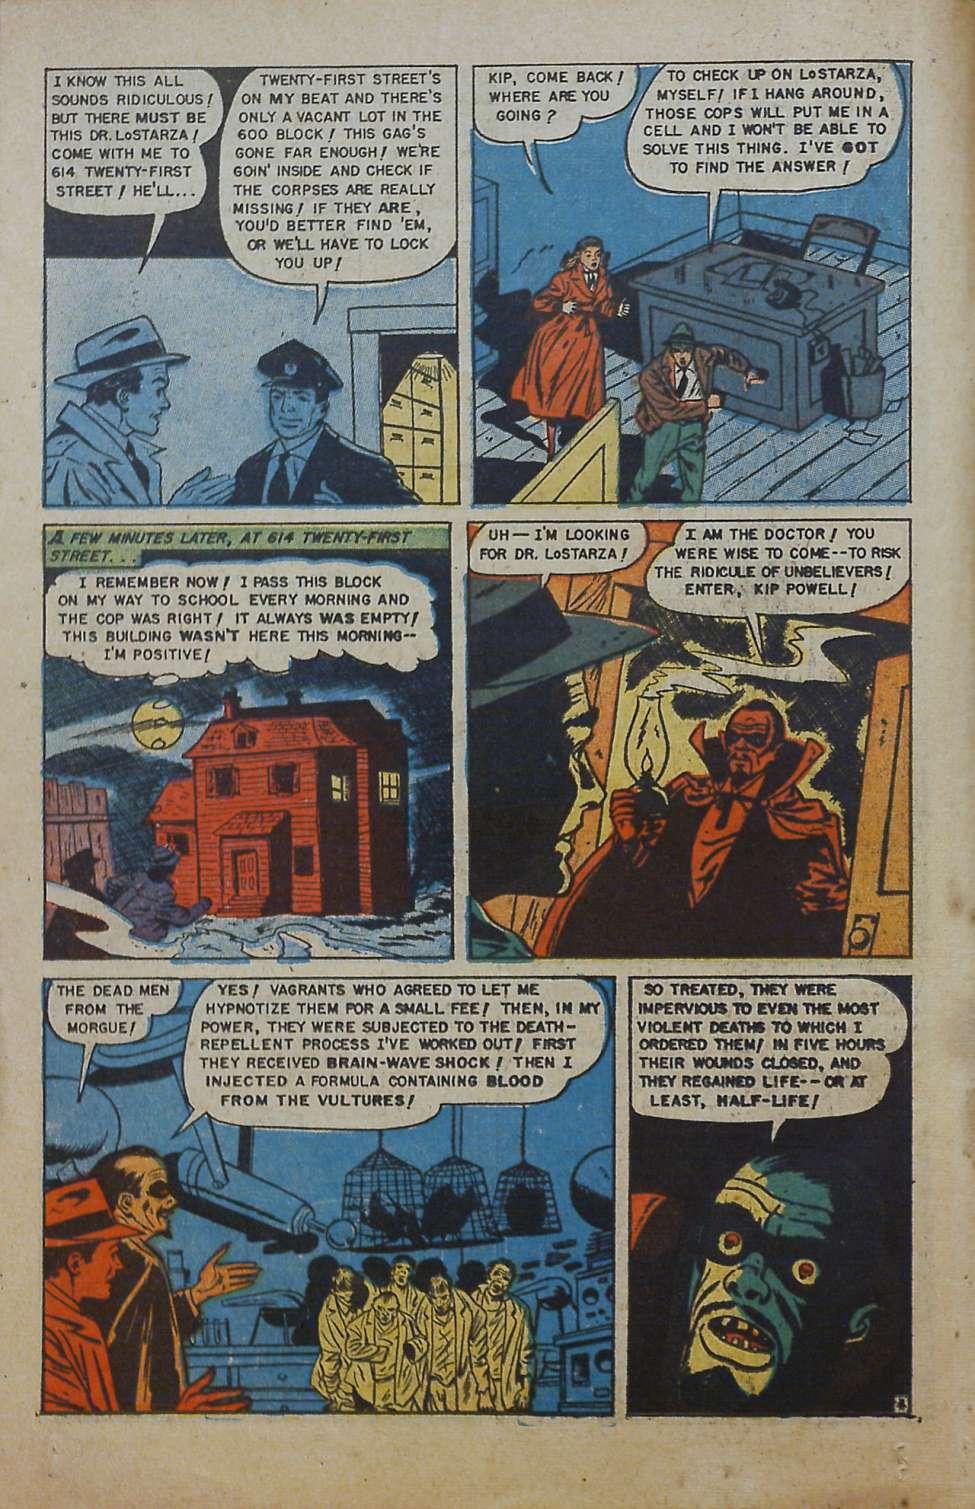 I KNOW THIS ALL
SOUNDS RIDICULOUS!
BUT THERE MUST BE
THIS DR. LoSTARZA!
COME WITH ME TO
614 TWENTY-FIRST
STREET! HE'LL...
TWENTY-FIRST STREET'S
ON MY BEAT AND THERE'S
ONLY A VACANT LOT IN THE
600 BLOCK! THIS GAG'S
GONE FAR ENOUGH! WE'RE
GOIN' INSIDE AND CHECK IF
THE CORPSES ARE REALLY
MISSING! IF THEY ARE,
YOU'D BETTER FIND 'EM,
OR WE'LL HAVE TO LOCK
YOU UP!
KIP, COME BACK!
WHERE ARE YOU
GOING?
TO CHECK UP ON LoSTARZA,
MYSELF! IF I HANG AROUND,
THOSE COPS WILL PUT ME IN A
CELL AND I WON'T BE ABLE TO
SOLVE THIS THING. I'VE GOT
TO FIND THE ANSWER!
A FEW MINUTES LATER, AT 614 TWENTY-FIRST
STREET...
I REMEMBER NOW! I PASS THIS BLOCK
ON MY WAY TO SCHOOL EVERY MORNING AND
THE COP WAS RIGHT! IT ALWAYS WAS EMPTY!
THIS BUILDING WASN'T HERE THIS MORNING--
I'M POSITIVE!
UH-- I'M LOOKING
FOR DR. LoSTARZA!
I AM THE DOCTOR! YOU
WERE WISE TO COME--TO RISK
THE RIDICULE OF UNBELIEVERS!
ENTER, KIP POWELL!
THE DEAD MEN
FROM THE
MORGUE!
YES! VAGRANTS WHO AGREED TO LET ME
HYPNOTIZE THEM FOR A SMALL FEE! THEN, IN MY
POWER, THEY WERE SUBJECTED TO THE DEATH-
REPELLENT PROCESS I'VE WORKED OUT! FIRST
THEY RECEIVED BRAIN-WAVE SHOCK! THEN I
INJECTED A FORMULA CONTAINING BLOOD
FROM THE VULTURES!
SO TREATED, THEY WERE
IMPERVIOUS TO EVEN THE MOST
VIOLENT DEATHS TO WHICH I
ORDERED THEM! IN FIVE HOURS
THEIR WOUNDS CLOSED, AND
THEY REGAINED LIFE-- OR AT
LEAST, HALF-LIFE!